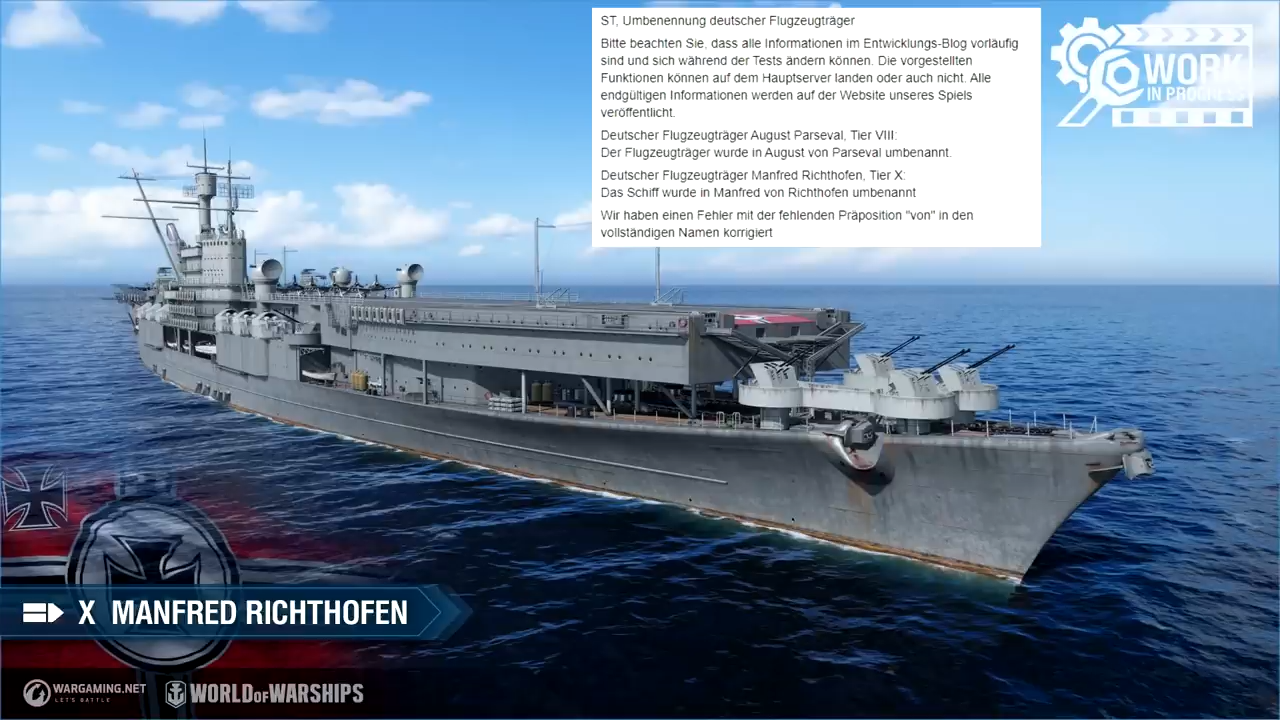 ST, Umbenennung deutscher Flugzeugträger
Bitte beachten Sie, dass alle Informationen im Entwicklungs-Blog vorläufig
sind und sich während der Tests ändern können. Die vorgestellten
Funktionen können auf dem Hauptserver landen oder auch nicht. Alle
endgültigen Informationen werden auf der Website unseres Spiels
veröffentlicht.
Deutscher Flugzeugträger August Parseval, Tier VIII:
Der Flugzeugträger wurde in August von Parseval umbenannt.
Deutscher Flugzeugträger Manfred Richthofen, Tier X:
Das Schiff wurde in Manfred von Richthofen umbenannt
Wir haben einen Fehler mit der fehlenden Präposition "von" in den
vollständigen Namen korrigiert
WORK
IN PROGRESS
X MANFRED RICHTHOFEN
WARGAMING.NET
LET'S BATTLE
WORLD OF WARSHIPS